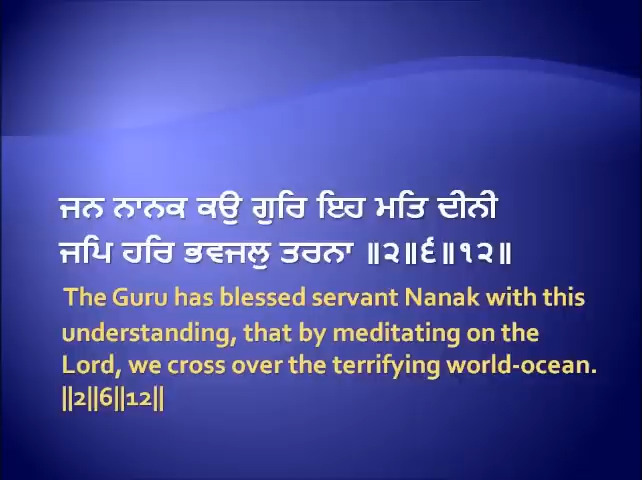 ਜਨ ਨਾਨਕ ਕਉ ਗੁਰਿ ਇਹ ਮਤਿ ਦੀਨੀ
ਜਪਿ ਹਰਿ ਭਵਜਲੁ ਤਰਨਾ ॥੨॥੬॥੧੨॥
The Guru has blessed servant Nanak with this
understanding, that by meditating on the
Lord, we cross over the terrifying world-ocean.
||2||6||12||